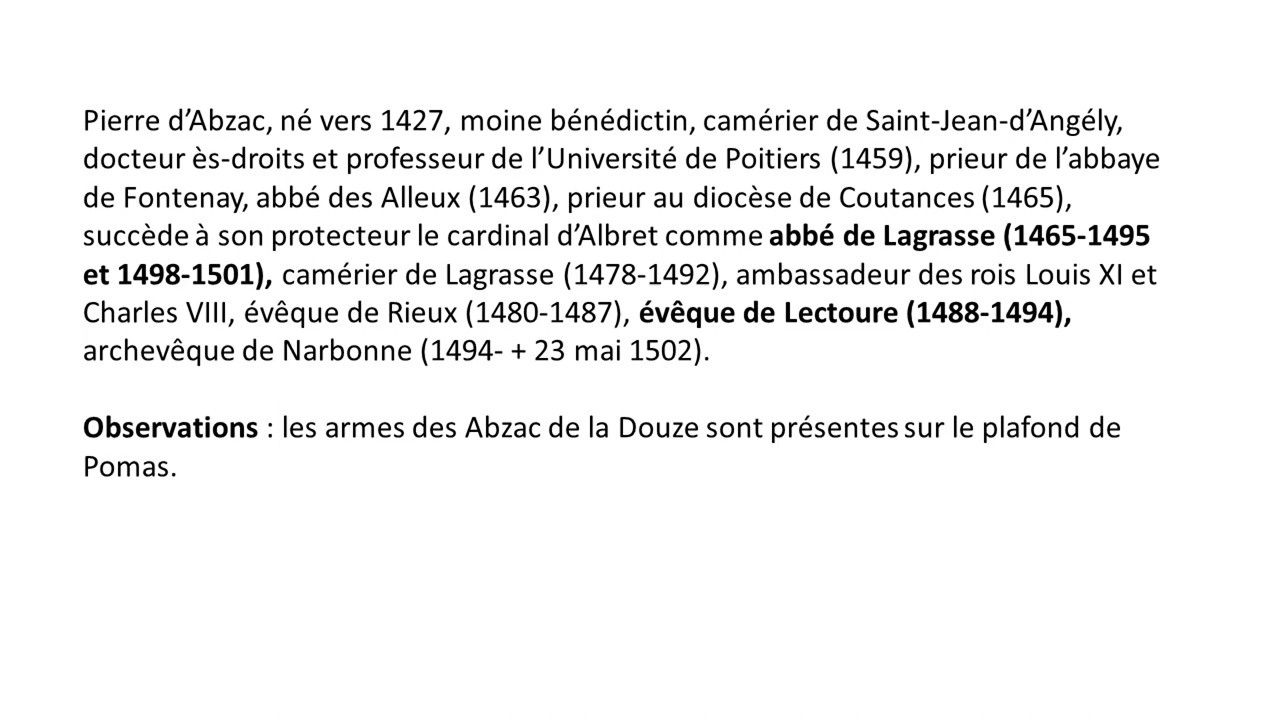 Pierre d’Abzac, né vers 1427, moine bénédictin, camérier de Saint-Jean-d’Angély,
docteur ès-droits et professeur de l’Université de Poitiers (1459), prieur de l’abbaye
de Fontenay, abbé des Alleux (1463), prieur au diocèse de Coutances (1465),
succède à son protecteur le cardinal d’Albret comme abbé de Lagrasse (1465-1495
et 1498-1501), camérier de Lagrasse (1478-1492), ambassadeur des rois Louis XI et
Charles VIII, évêque de Rieux (1480-1487), évêque de Lectoure (1488-1494),
archevêque de Narbonne (1494- + 23 mai 1502).
Observations : les armes des Abzac de la Douze sont présentes sur le plafond de
Pomas.